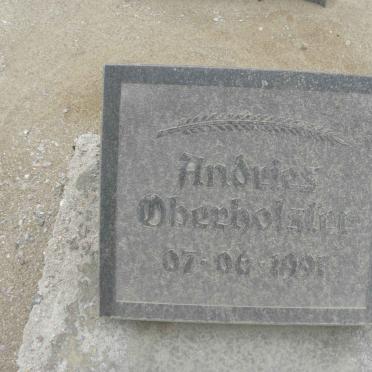 Andries
Oberholster
07-06-1991